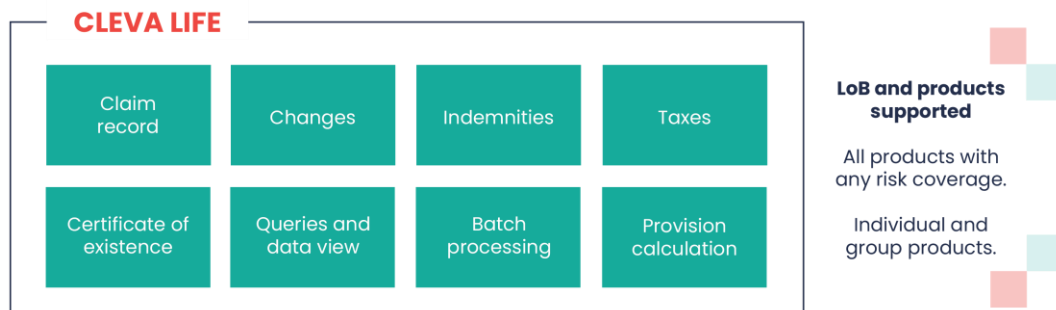 CLEVA LIFE
Claim
record
Changes
Indemnities
Taxes
Certificate of
existence
Queries and
data view
Batch
processing
Provision
calculation
LoB and products
supported
All products with
any risk coverage.
Individual and
group products.